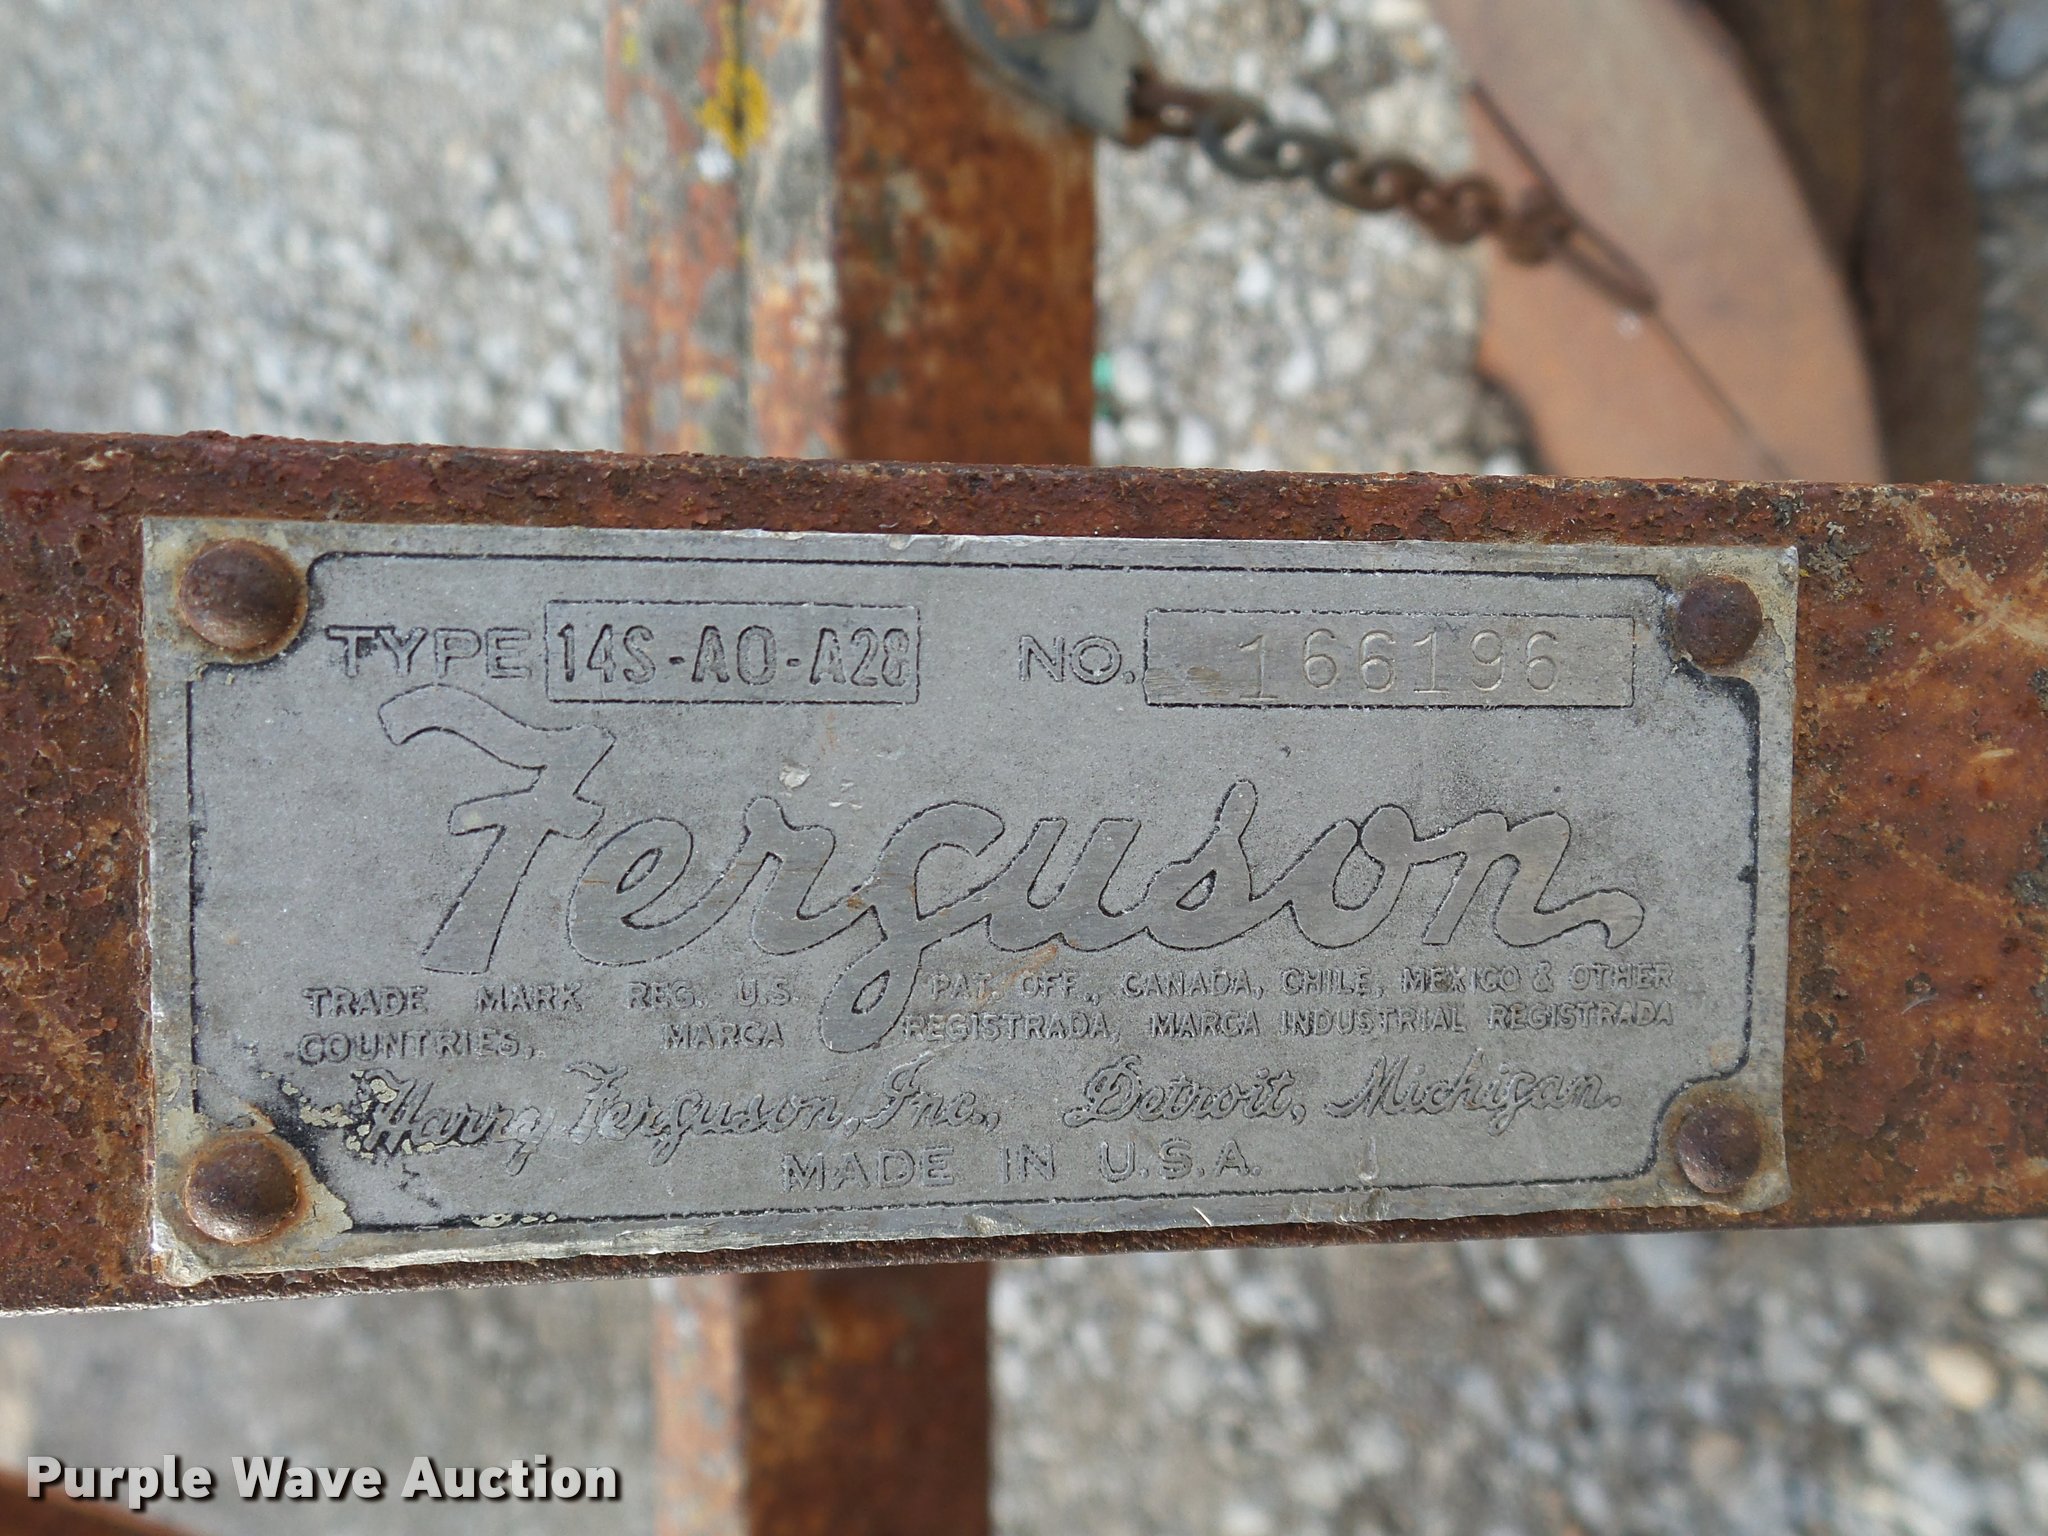 TYPE 14S-AO-A28 NO. 166196
Ferguson
TRADE MARK REG. U.S. PAT. OFF., CANADA, CHILE, MEXICO & OTHER
COUNTRIES, MARCA REGISTRADA, MARCA INDUSTRIAL REGISTRADA
Harry Ferguson, Inc., Detroit, Michigan.
MADE IN U.S.A.
Purple Wave Auction